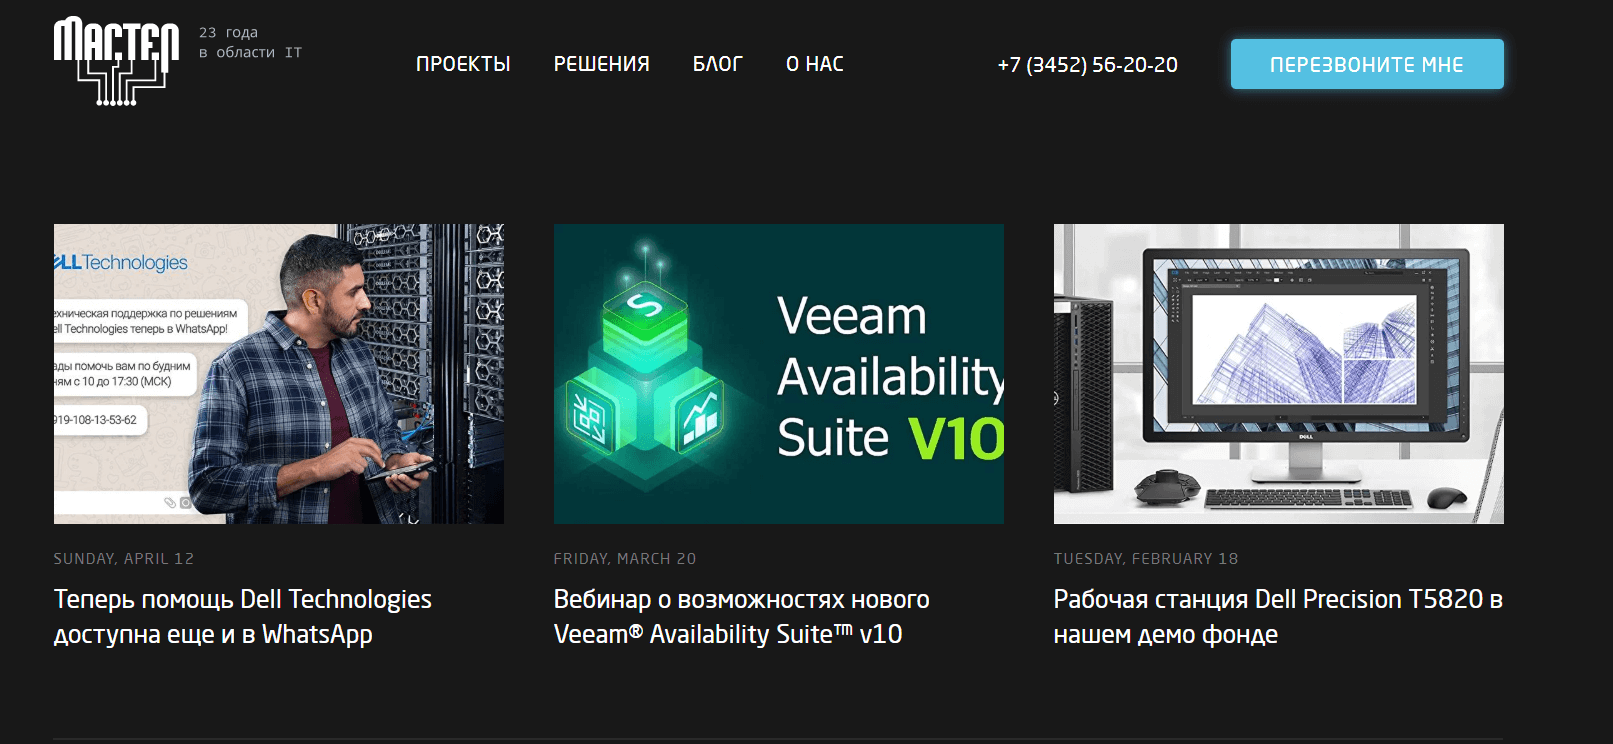 Мастер
23 года
в области IT
ПРОЕКТЫ
РЕШЕНИЯ
БЛОГ
О НАС
+7 (3452) 56-20-20
ПЕРЕЗВОНИТЕ МНЕ
LL Technologies
ехническая поддержка по решениям
ell Technologies теперь в WhatsApp!
ады помочь вам по будним
ням с 10 до 17:30 (МСК)
919-108-13-53-62
Veeam
Availability
Suite V10
DELL
SUNDAY, APRIL 12
Теперь помощь Dell Technologies
доступна еще и в WhatsApp
FRIDAY, MARCH 20
Вебинар о возможностях нового
Veeam® Availability Suite™ v10
TUESDAY, FEBRUARY 18
Рабочая станция Dell Precision T5820 в
нашем демо фонде